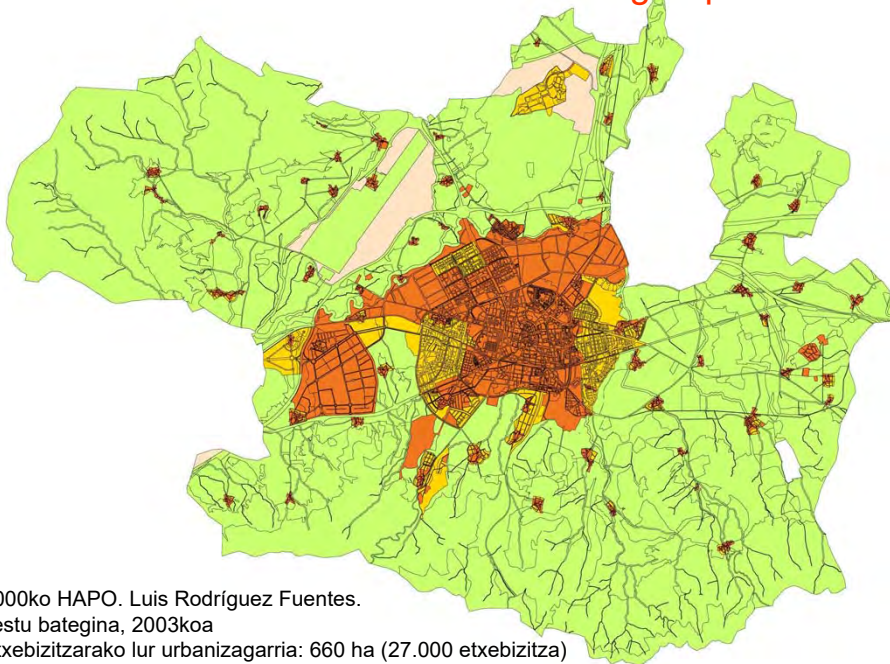 000ko HAPO. Luis Rodríguez Fuentes.
estu bategina, 2003koa
txebizitzarako lur urbanizagarria: 660 ha (27.000 etxebizitza)